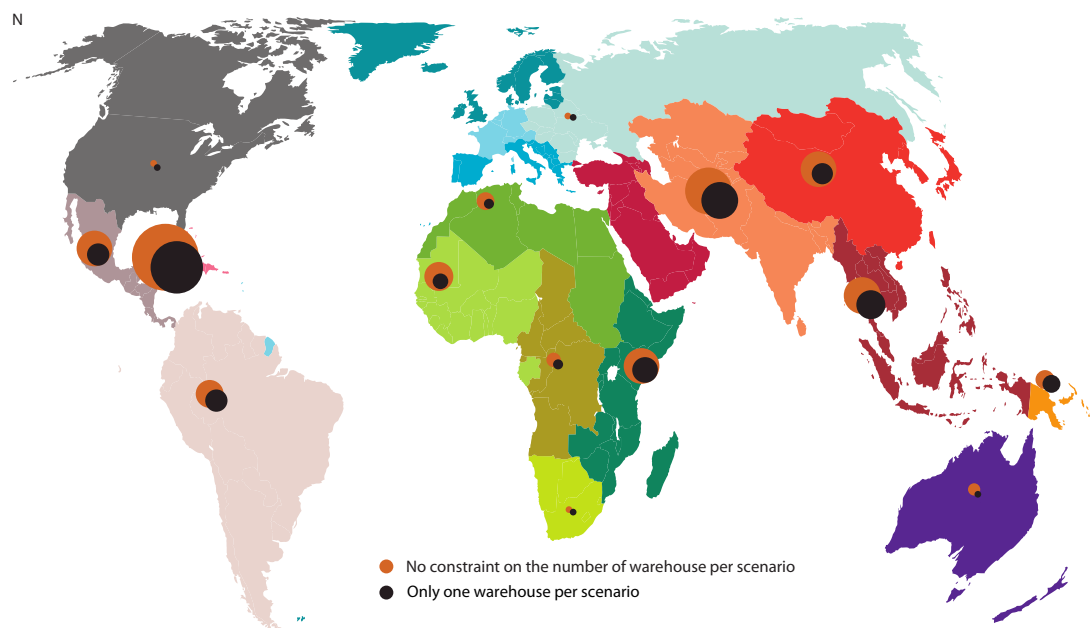 N
No constraint on the number of warehouse per scenario
Only one warehouse per scenario